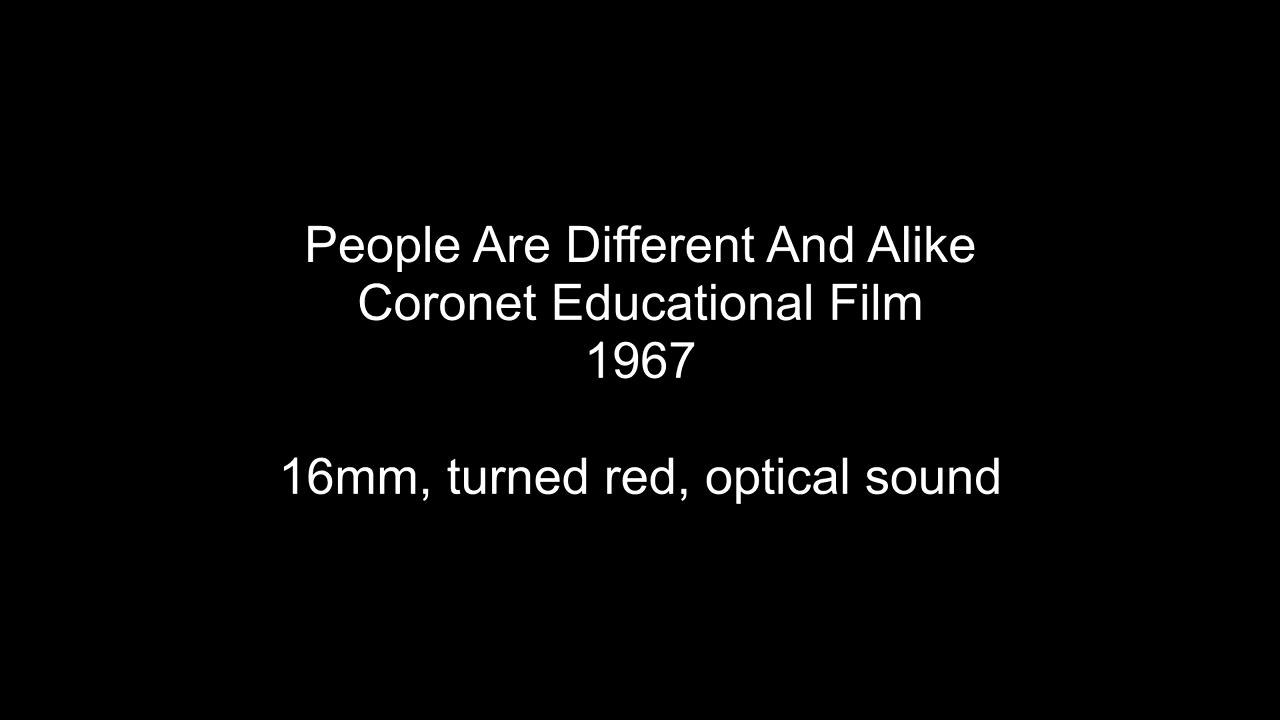 People Are Different And Alike
Coronet Educational Film
1967
16mm, turned red, optical sound